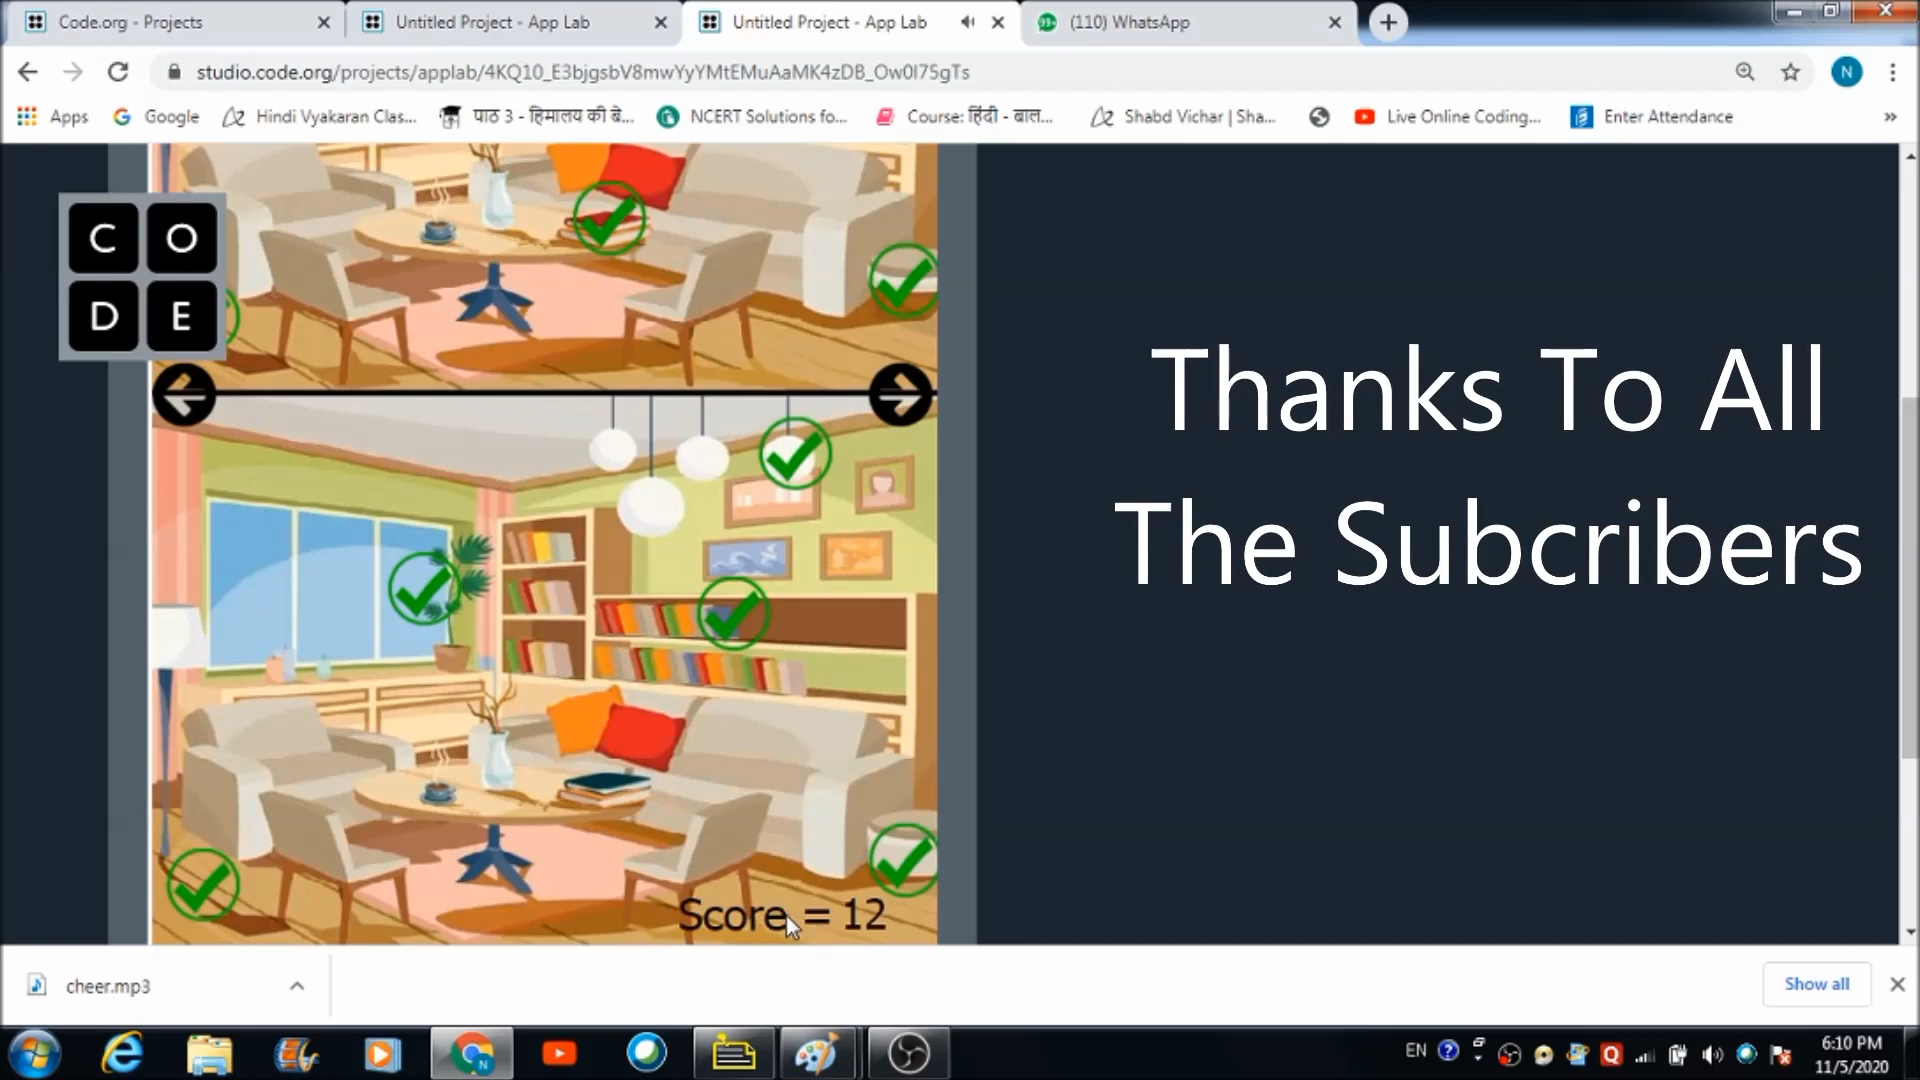 Code.org - Projects
Untitled Project - App Lab
Untitled Project - App Lab
(110) WhatsApp
studio.code.org/projects/applab/4KQ10_E3bjgsbV8mwYyYMtEMuAaMK4zDB_Ow0I75gTs
N
Apps
Google
Hindi Vyakaran Clas...
पाठ 3 - हिमालय की बे...
NCERT Solutions fo...
Course: हिंदी - बाल...
Shabd Vichar | Sha...
Live Online Coding...
Enter Attendance
C O
D E
Thanks To All
The Subcribers
Score = 12
cheer.mp3
Show all
EN
6:10 PM
11/5/2020